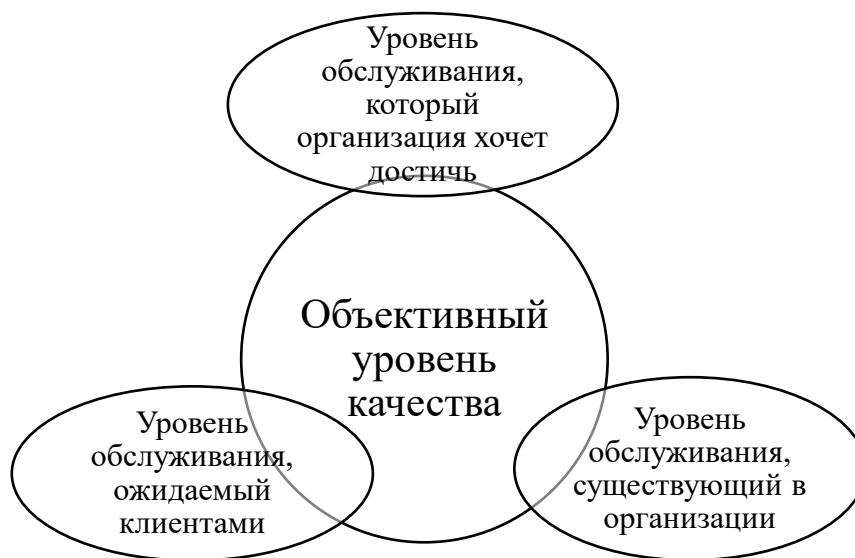 Уровень
обслуживания,
который
организация хочет
достичь
Объективный
уровень
качества
Уровень
обслуживания,
ожидаемый
клиентами
Уровень
обслуживания,
существующий в
организации